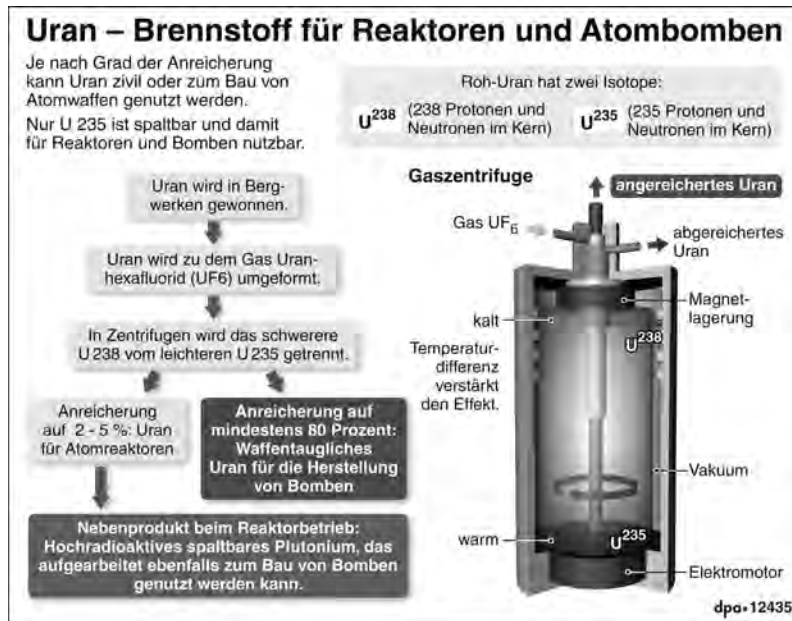 Uran – Brennstoff für Reaktoren und Atombomben
Je nach Grad der Anreicherung
kann Uran zivil oder zum Bau von
Atomwaffen genutzt werden.
Nur U 235 ist spaltbar und damit
für Reaktoren und Bomben nutzbar.
Roh-Uran hat zwei Isotope:
U²³⁸ (238 Protonen und
Neutronen im Kern)
U²³⁵ (235 Protonen und
Neutronen im Kern)
Uran wird in Berg-
werken gewonnen.
Uran wird zu dem Gas Uran-
hexafluorid (UF6) umgeformt.
In Zentrifugen wird das schwerere
U 238 vom leichteren U 235 getrennt.
Anreicherung
auf 2 - 5 %: Uran
für Atomreaktoren
Anreicherung auf
mindestens 80 Prozent:
Waffentaugliches
Uran für die Herstellung
von Bomben
Nebenprodukt beim Reaktorbetrieb:
Hochradioaktives spaltbares Plutonium, das
aufgearbeitet ebenfalls zum Bau von Bomben
genutzt werden kann.
Gaszentrifuge
angereichertes Uran
Gas UF₆
abgereichertes
Uran
Magnet-
lagerung
kalt
U²³⁸
Temperatur-
differenz
verstärkt
den Effekt.
Vakuum
warm
U²³⁵
Elektromotor
dpa•12435